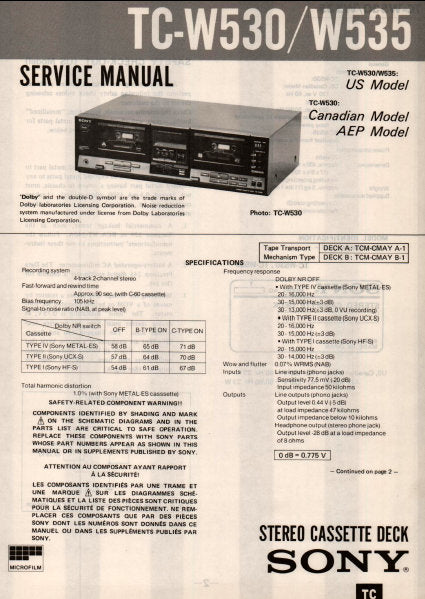 TC-W530/W535
SERVICE MANUAL
TC-W530/W535:
US Model
TC-W530:
Canadian Model
AEP Model
SONY
"Dolby" and the double-D symbol are the trade marks of
Dolby laboratories Licensing Corporation. Noise reduction
system manufactured under license from Dolby Laboratories
Licensing Corporation.
Photo: TC-W530
Tape Transport DECK A: TCM-CMAY A-1
Mechanism Type DECK B: TCM-CMAY B-1
SPECIFICATIONS
Recording system
4-track 2-channel stereo
Fast-forward and rewind time
Approx. 90 sec. (with C-60 cassette)
Bias frequency 105 kHz
Signal-to-noise ratio (NAB, at peak level)
Dolby NR switch
Cassette
OFF B-TYPE ON C-TYPE ON
TYPE IV (Sony METAL-ES) 58 dB 65 dB 71 dB
TYPE II (Sony UCX-S) 57 dB 64 dB 70 dB
TYPE I (Sony HF-S) 54 dB 61 dB 67 dB
Total harmonic distortion
1.0% (with Sony METAL-ES casssette)
SAFETY-RELATED COMPONENT WARNING!!
COMPONENTS IDENTIFIED BY SHADING AND MARK
⚠ ON THE SCHEMATIC DIAGRAMS AND IN THE
PARTS LIST ARE CRITICAL TO SAFE OPERATION.
REPLACE THESE COMPONENTS WITH SONY PARTS
WHOSE PART NUMBERS APPEAR AS SHOWN IN THIS
MANUAL OR IN SUPPLEMENTS PUBLISHED BY SONY.
ATTENTION AU COMPOSANT AYANT RAPPORT
À LA SÉCURITÉ!
LES COMPOSANTS IDENTIFIÉS PAR UNE TRAME ET
UNE MARQUE ⚠ SUR LES DIAGRAMMES SCHÉ-
MATIQUES ET LA LISTE DES PIÈCES SONT CRITIQUES
POUR LA SÉCURITÉ DE FONCTIONNEMENT. NE REM-
PLACER CES COMPOSANTS QUE PAR DES PIÈCES
SONY DONT LES NUMÉROS SONT DONNÉS DANS CE
MANUEL OU DANS LES SUPPLÉMENTS PUBLIÉS PAR
SONY.
Frequency response
DOLBY NR OFF
• With TYPE IV cassette (Sony METAL-ES)
20 - 16,000 Hz
30 - 15,000 Hz (±3 dB)
30 - 13,000 Hz (±3 dB, 0 VU recording)
• With TYPE II cassette (Sony UCX-S)
20 - 16,000 Hz
30 - 15,000 Hz (±3 dB)
• With TYPE I cassette (Sony HF-S)
20 - 15,000 Hz
30 - 14,000 Hz (±3 dB)
Wow and flutter 0.07% WRMS (NAB)
Inputs Line inputs (phono jacks)
Sensitivity 77.5 mV (-20 dB)
Input impedance 50 kilohms
Outputs Line outputs (phono jacks)
Output level 0.44 V (-5 dB)
at load impedance 47 kilohms
Output impedance below 10 kilohms
Headphone output (stereo phone jack)
Output level -28 dB at a load impedance
of 8 ohms
0 dB = 0.775 V
— Continued on page 2 —
STEREO CASSETTE DECK
SONY®
MICROFILM
TC